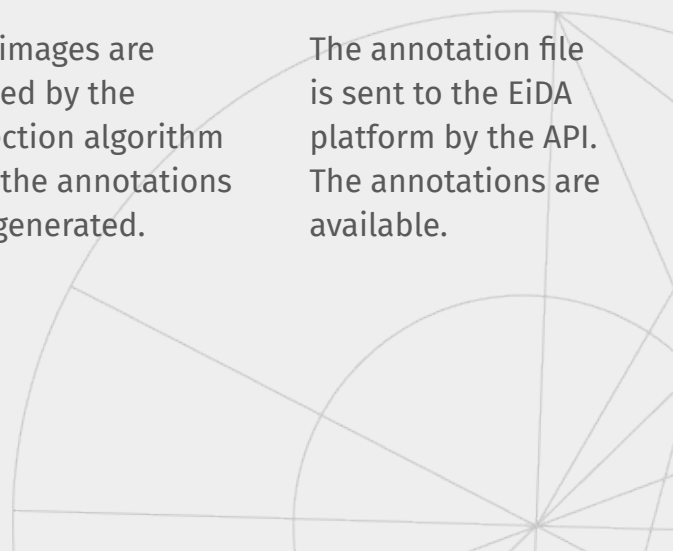 images are
ed by the
ction algorithm
the annotations
generated.
The annotation file
is sent to the EiDA
platform by the API.
The annotations are
available.